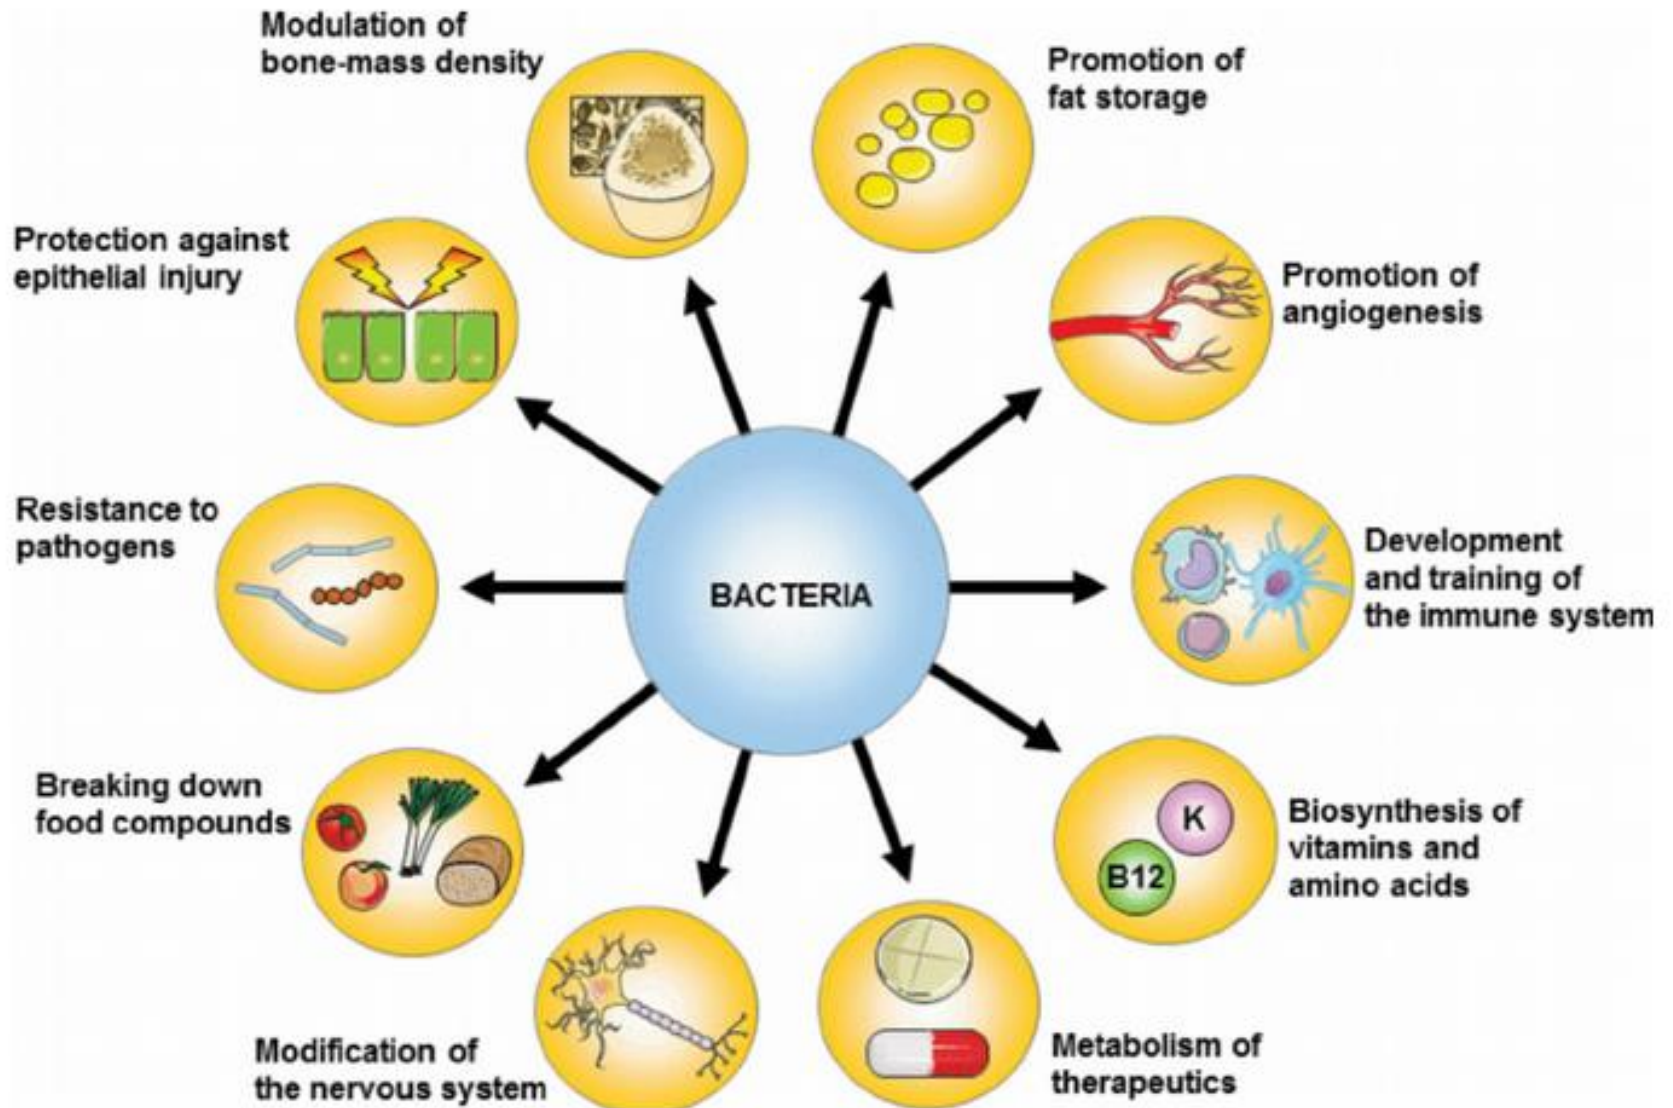 Modulation of
bone-mass density
Promotion of
fat storage
Promotion of
angiogenesis
Development
and training of
the immune system
Biosynthesis of
vitamins and
amino acids
K
B12
Metabolism of
therapeutics
Modification of
the nervous system
Breaking down
food compounds
Resistance to
pathogens
Protection against
epithelial injury
BACTERIA